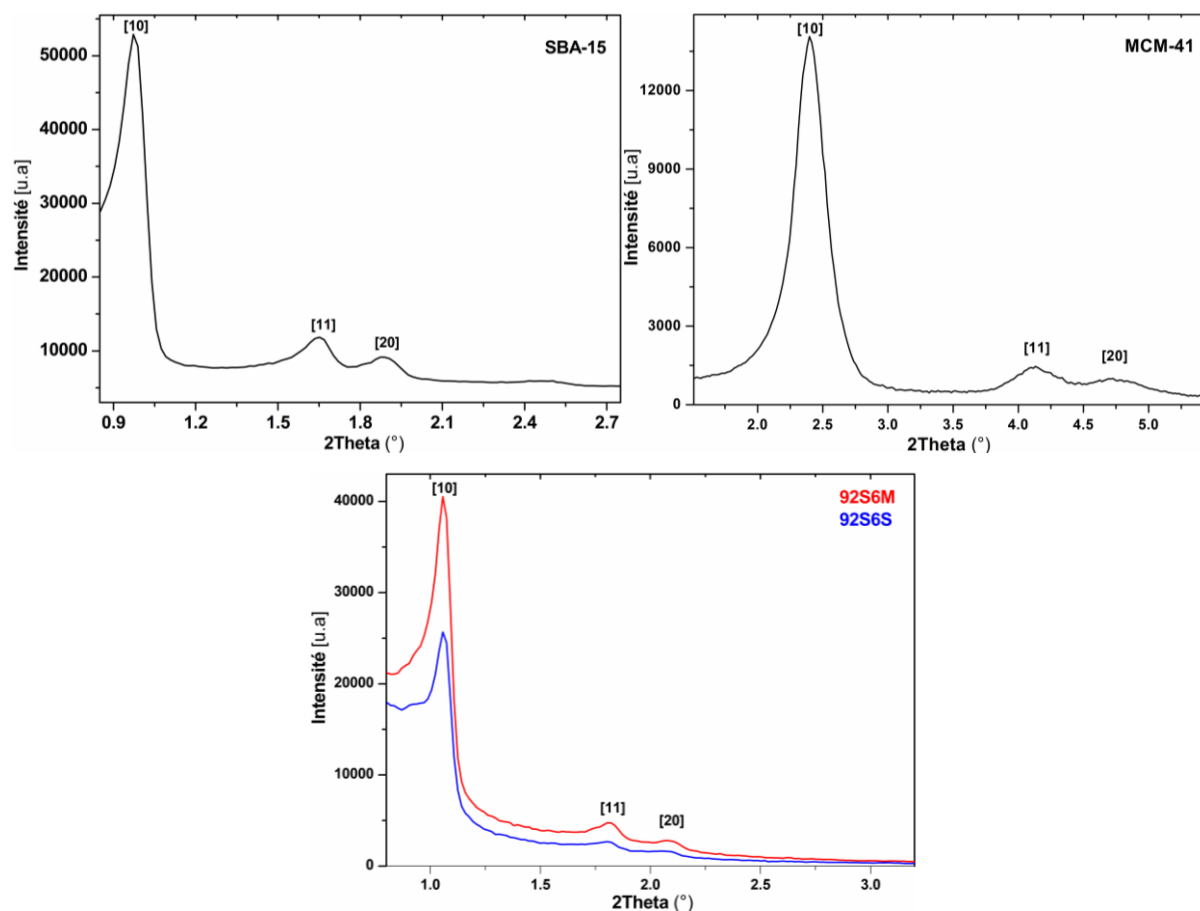 SBA-15
[10]
[11]
[20]
50000
40000
30000
20000
10000
0.9 1.2 1.5 1.8 2.1 2.4 2.7
2Theta (°)
Intensité [u.a]
MCM-41
[10]
[11]
[20]
12000
9000
6000
3000
0
2.0 2.5 3.0 3.5 4.0 4.5 5.0
2Theta (°)
Intensité [u.a]
92S6M
92S6S
[10]
[11]
[20]
40000
30000
20000
10000
0
1.0 1.5 2.0 2.5 3.0
2Theta (°)
Intensité [u.a]